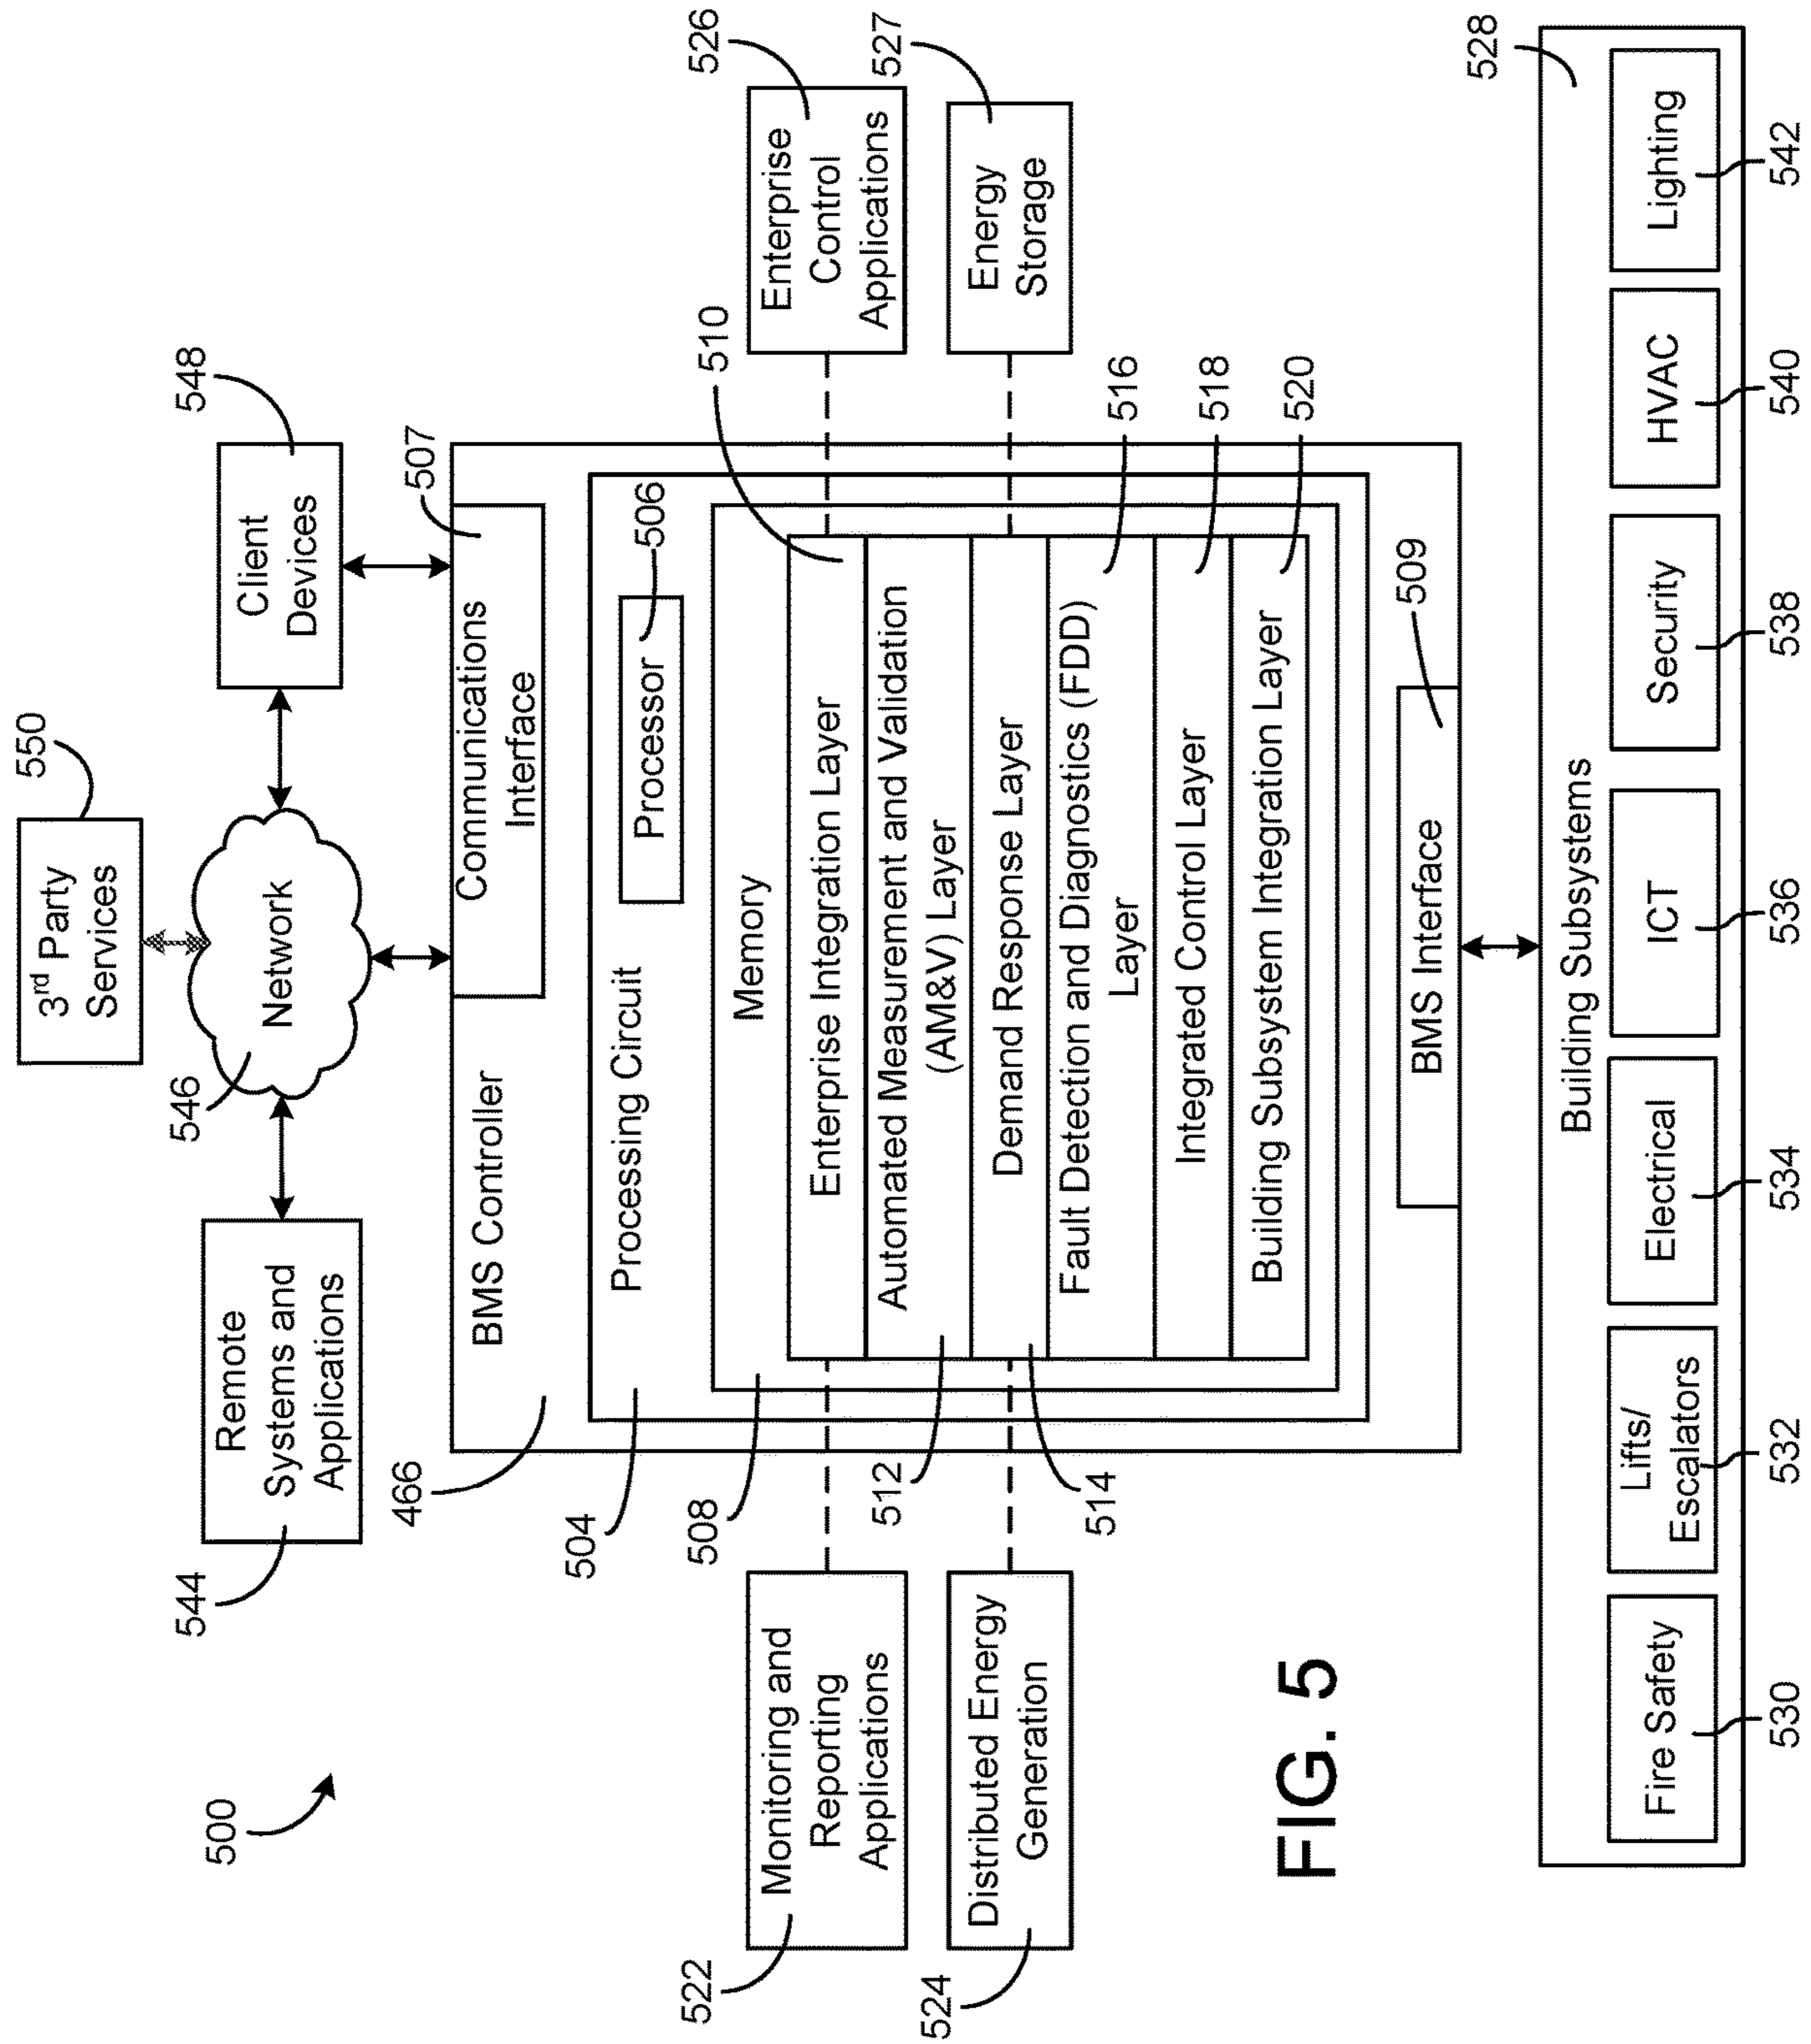 500
550
3rd Party
Services
544
Remote
Systems and
Applications
546
Network
548
Client
Devices
466
BMS Controller
507
Communications
Interface
504
Processing Circuit
506
Processor
508
Memory
510
Enterprise Integration Layer
512
Automated Measurement and Validation
(AM&V) Layer
514
Demand Response Layer
516
Fault Detection and Diagnostics (FDD)
Layer
518
Integrated Control Layer
520
Building Subsystem Integration Layer
522
Monitoring and
Reporting
Applications
524
Distributed Energy
Generation
526
Enterprise
Control
Applications
527
Energy
Storage
509
BMS Interface
528
Building Subsystems
Fire Safety
Lifts/
Escalators
Electrical
ICT
Security
HVAC
Lighting
530
532
534
536
538
540
542
FIG. 5